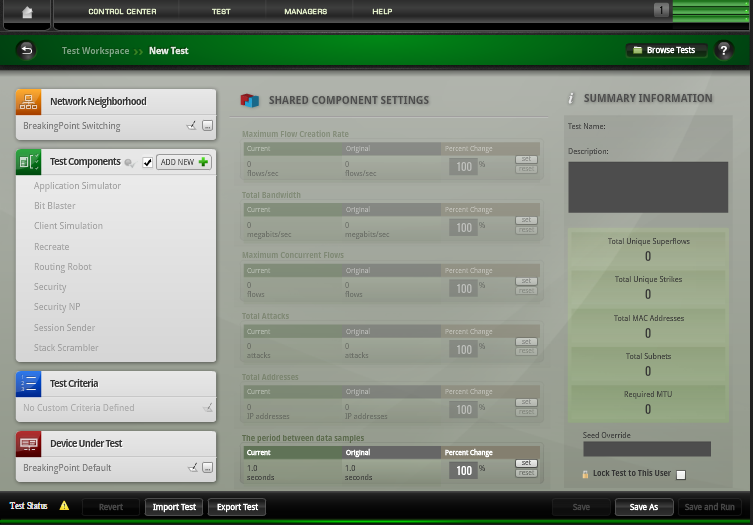 CONTROL CENTER TEST MANAGERS HELP 1
Test Workspace >> New Test
Browse Tests ?
Network Neighborhood
BreakingPoint Switching
...
Test Components
ADD NEW
Application Simulator
Bit Blaster
Client Simulation
Recreate
Routing Robot
Security
Security NP
Session Sender
Stack Scrambler
Test Criteria
No Custom Criteria Defined
Device Under Test
BreakingPoint Default
...
SHARED COMPONENT SETTINGS
Maximum Flow Creation Rate
Current Original Percent Change
0 0 100 % set
flows/sec flows/sec reset
Total Bandwidth
Current Original Percent Change
0 0 100 % set
megabits/sec megabits/sec reset
Maximum Concurrent Flows
Current Original Percent Change
0 0 100 % set
flows flows reset
Total Attacks
Current Original Percent Change
0 0 100 % set
attacks attacks reset
Total Addresses
Current Original Percent Change
0 0 100 % set
IP addresses IP addresses reset
The period between data samples
Current Original Percent Change
1.0 1.0 100 % set
seconds seconds reset
i SUMMARY INFORMATION
Test Name:
Description:
Total Unique Superflows
0
Total Unique Strikes
0
Total MAC Addresses
0
Total Subnets
0
Required MTU
0
Seed Override
Lock Test to This User
Test Status Revert Import Test Export Test Save Save As Save and Run